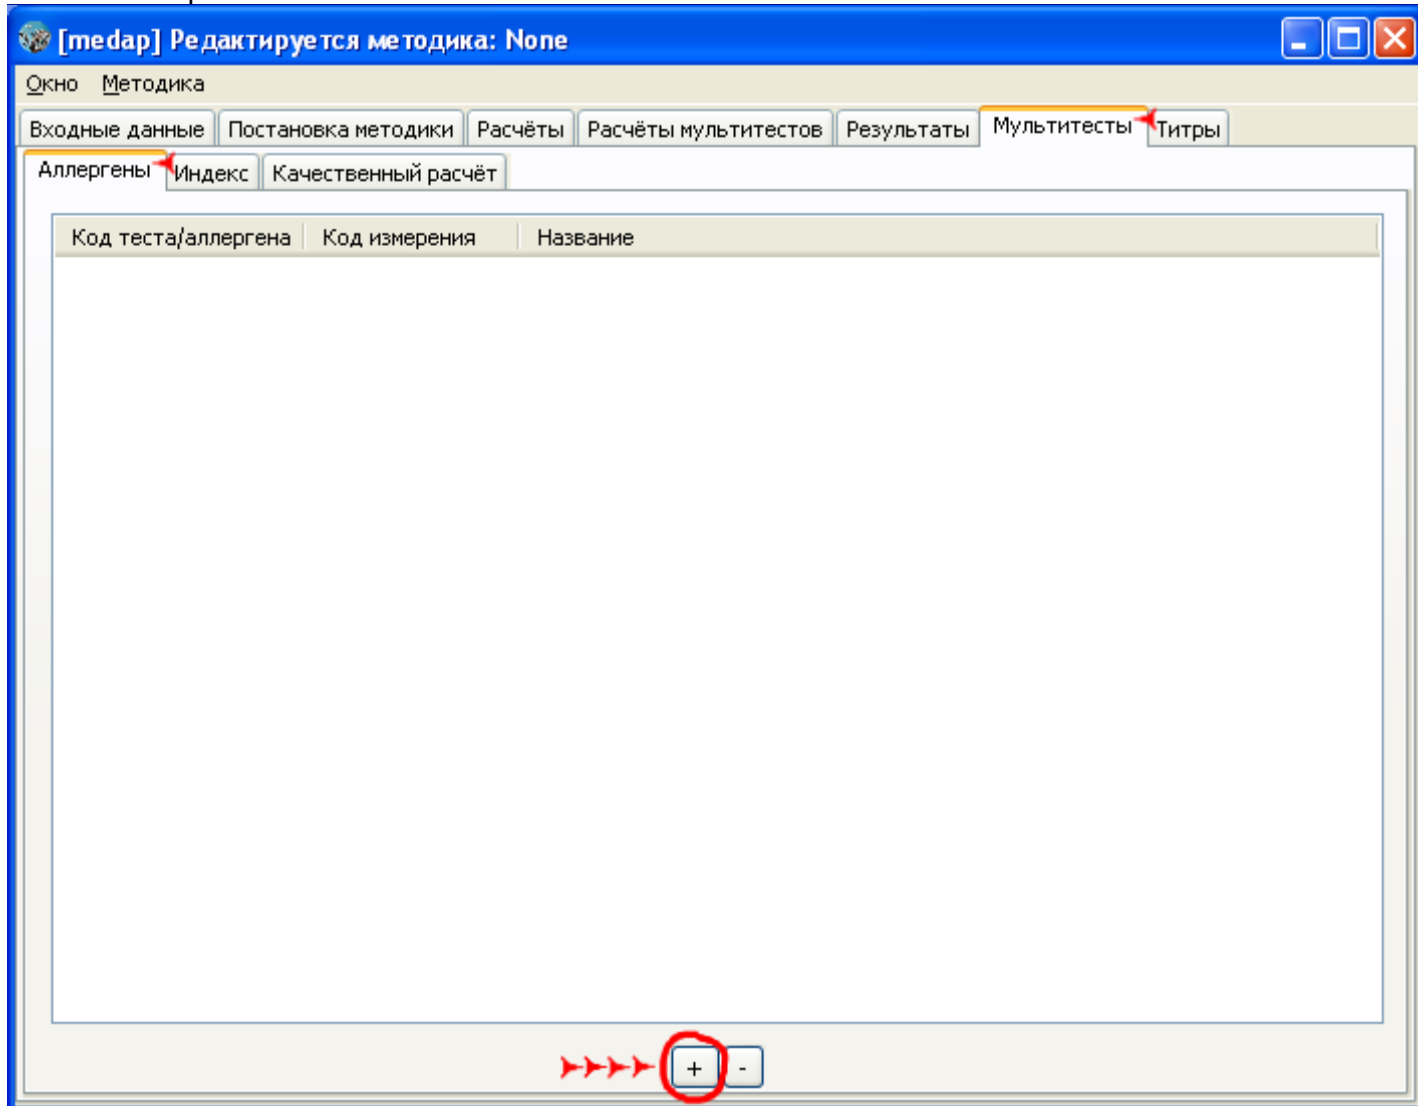 [medap] Редактируется методика: None
Окно Методика
Входные данные Постановка методики Расчёты Расчёты мультитестов Результаты Мультитесты Титры
Аллергены Индекс Качественный расчёт
Код теста/аллергена Код измерения Название
+ -